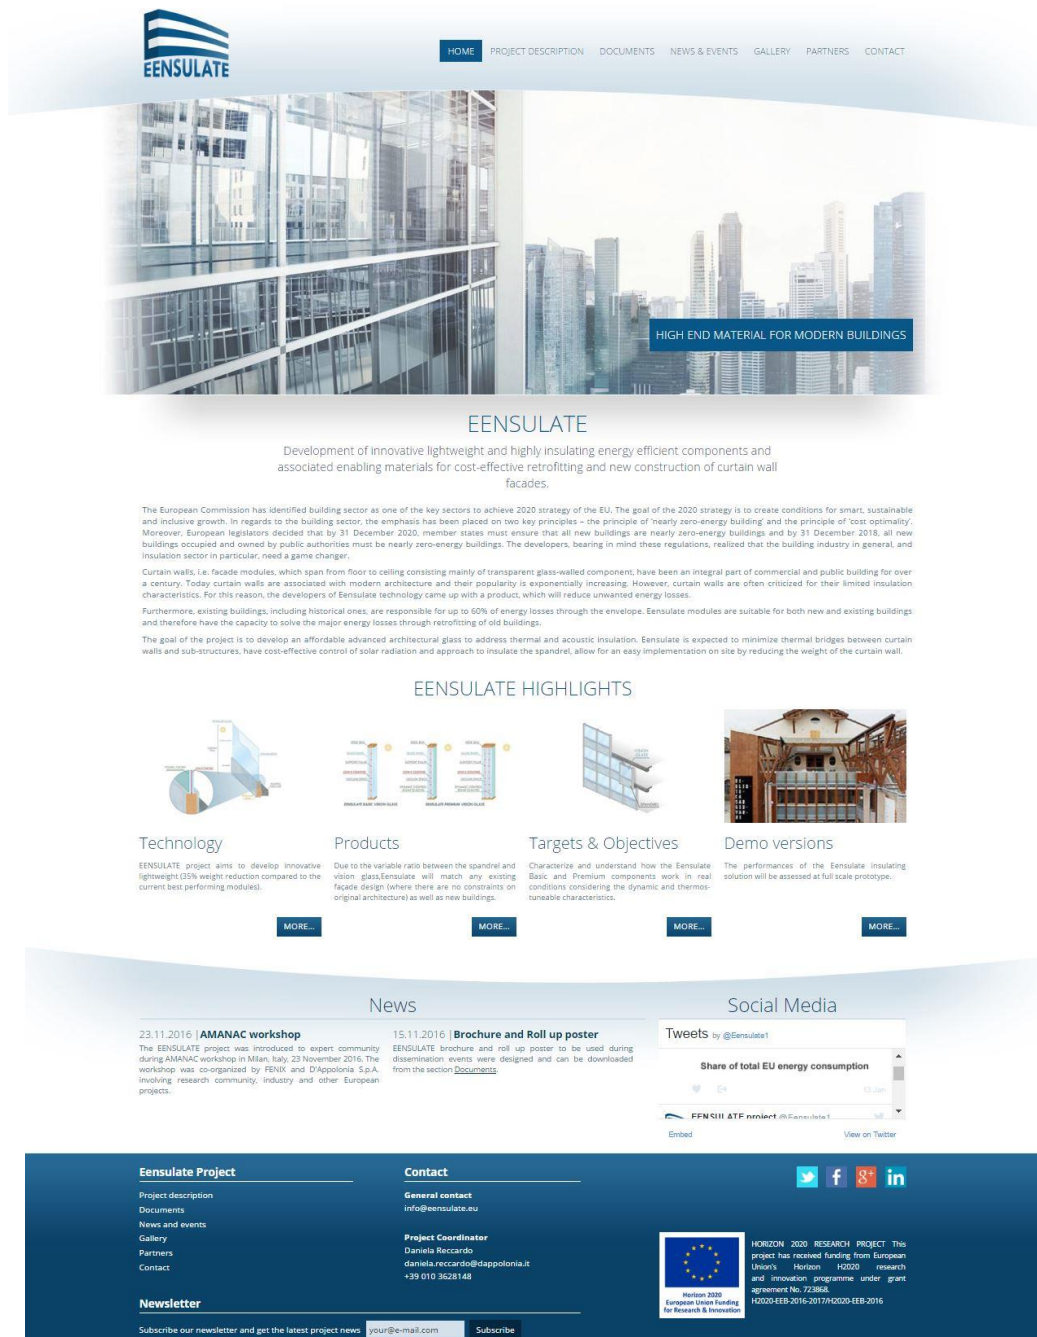 EENSULATE
HOME PROJECT DESCRIPTION DOCUMENTS NEWS & EVENTS GALLERY PARTNERS CONTACT
HIGH END MATERIAL FOR MODERN BUILDINGS
EENSULATE
Development of innovative lightweight and highly insulating energy efficient components and
associated enabling materials for cost-effective retrofitting and new construction of curtain wall
facades.
The European Commission has identified building sector as one of the key sectors to achieve 2020 strategy of the EU. The goal of the 2020 strategy is to create conditions for smart, sustainable
and inclusive growth. In regards to the building sector, the emphasis has been placed on two key principles – the principle of 'nearly zero-energy building' and the principle of 'cost optimality'.
Moreover, European legislators decided that by 31 December 2020, member states must ensure that all new buildings are nearly zero-energy buildings and by 31 December 2018, all new
buildings occupied and owned by public authorities must be nearly zero-energy buildings. The developers, bearing in mind these regulations, realized that the building industry in general, and
insulation sector in particular, need a game changer.
Curtain walls, i.e. facade modules, which span from floor to ceiling consisting mainly of transparent glass-walled component, have been an integral part of commercial and public building for over
a century. Today curtain walls are associated with modern architecture and their popularity is exponentially increasing. However, curtain walls are often criticized for their limited insulation
characteristics. For this reason, the developers of Eensulate technology came up with a product, which will reduce unwanted energy losses.
Furthermore, existing buildings, including historical ones, are responsible for up to 60% of energy losses through the envelope. Eensulate modules are suitable for both new and existing buildings
and therefore have the capacity to solve the major energy losses through retrofitting of old buildings.
The goal of the project is to develop an affordable advanced architectural glass to address thermal and acoustic insulation. Eensulate is expected to minimize thermal bridges between curtain
walls and sub-structures, have cost-effective control of solar radiation and approach to insulate the spandrel, allow for an easy implementation on site by reducing the weight of the curtain wall.
EENSULATE HIGHLIGHTS
Technology
EENSULATE project aims to develop innovative
lightweight (35% weight reduction compared to the
current best performing modules).
MORE...
Products
Due to the variable ratio between the spandrel and
vision glass,Eensulate will match any existing
façade design (where there are no constraints on
original architecture) as well as new buildings.
MORE...
Targets & Objectives
Characterize and understand how the Eensulate
Basic and Premium components work in real
conditions considering the dynamic and thermos-
tuneable characteristics.
MORE...
Demo versions
The performances of the Eensulate insulating
solution will be assessed at full scale prototype.
MORE...
News
23.11.2016 | AMANAC workshop
The EENSULATE project was introduced to expert community
during AMANAC workshop in Milan, Italy, 23 November 2016. The
workshop was co-organized by FENIX and D'Appolonia S.p.A.
involving research community, industry and other European
projects.
15.11.2016 | Brochure and Roll up poster
EENSULATE brochure and roll up poster to be used during
dissemination events were designed and can be downloaded
from the section Documents.
Social Media
Tweets by @Eensulate1
Share of total EU energy consumption
EENSULATE project @Eensulate1
Embed View on Twitter
Eensulate Project
Project description
Documents
News and events
Gallery
Partners
Contact
Newsletter
Subscribe our newsletter and get the latest project news your@e-mail.com Subscribe
Contact
General contact
info@eensulate.eu
Project Coordinator
Daniela Reccardo
daniela.reccardo@dappolonia.it
+39 010 3628148
Horizon 2020
European Union Funding
for Research & Innovation
HORIZON 2020 RESEARCH PROJECT This
project has received funding from European
Union's Horizon H2020 research
and innovation programme under grant
agreement No. 723868.
H2020-EEB-2016-2017/H2020-EEB-2016